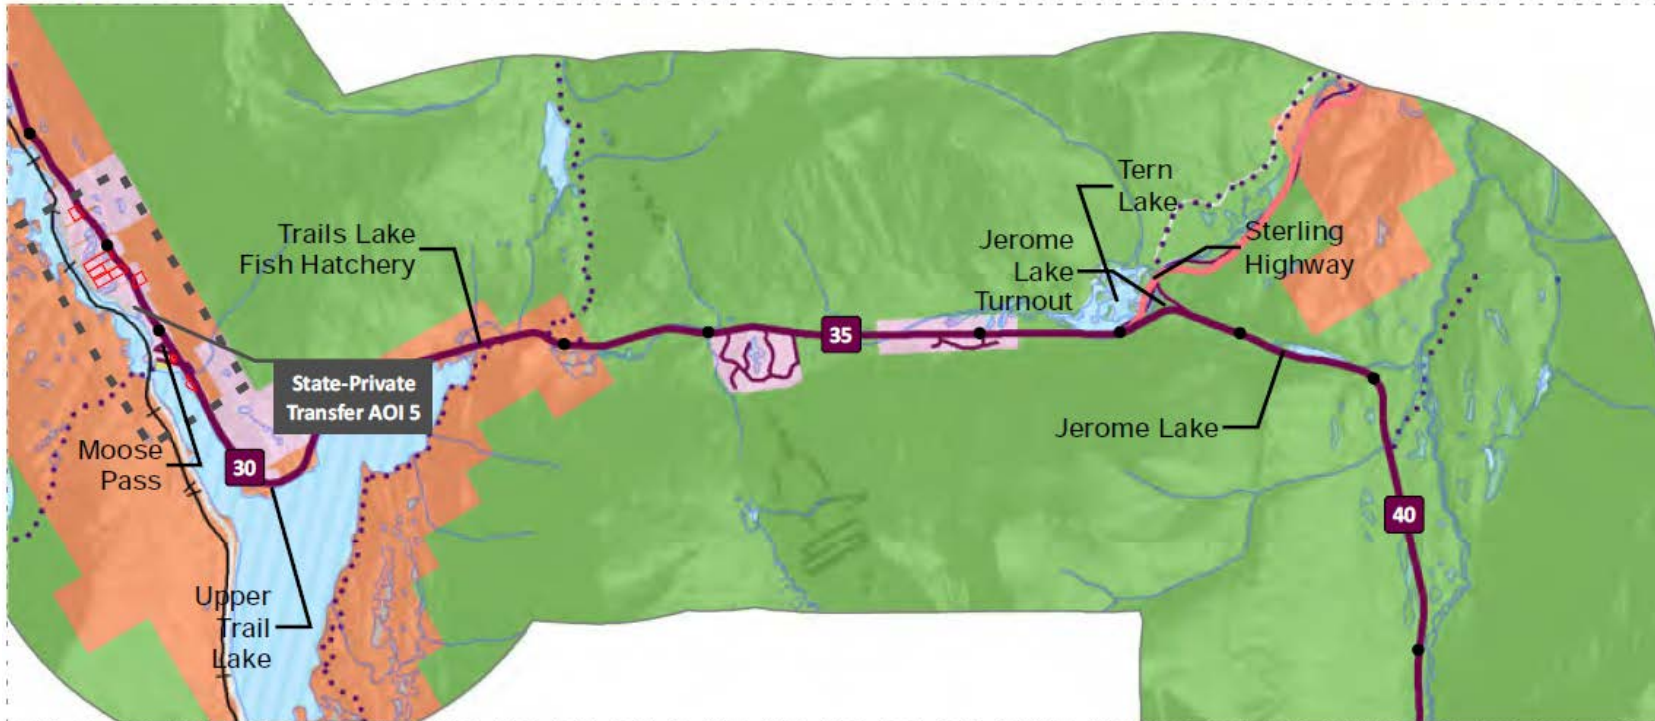 Tern
Lake
Trails Lake
Fish Hatchery
Jerome
Lake
Turnout
Sterling
Highway
35
State-Private
Transfer AOI 5
Jerome Lake
Moose
Pass
30
40
Upper
Trail
Lake